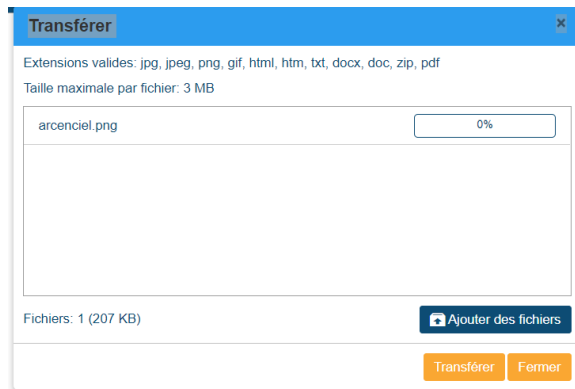 Transférer ×
Extensions valides: jpg, jpeg, png, gif, html, htm, txt, docx, doc, zip, pdf
Taille maximale par fichier: 3 MB
arcenciel.png 0%
Fichiers: 1 (207 KB) Ajouter des fichiers
Transférer Fermer